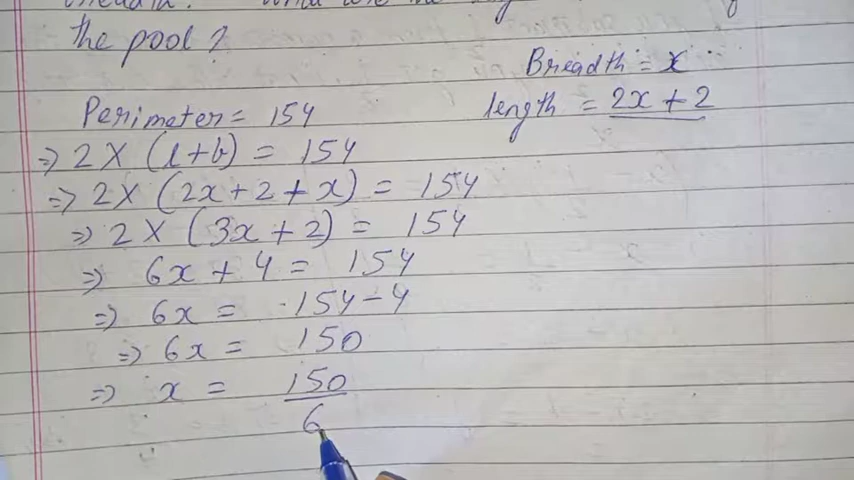 the pool?
Breadth = x
length = 2x + 2
Perimeter = 154
=> 2 X (l+b) = 154
=> 2 X (2x+2+x) = 154
=> 2 X (3x+2) = 154
=> 6x + 4 = 154
=> 6x = 154-4
=> 6x = 150
=> x = 150
6